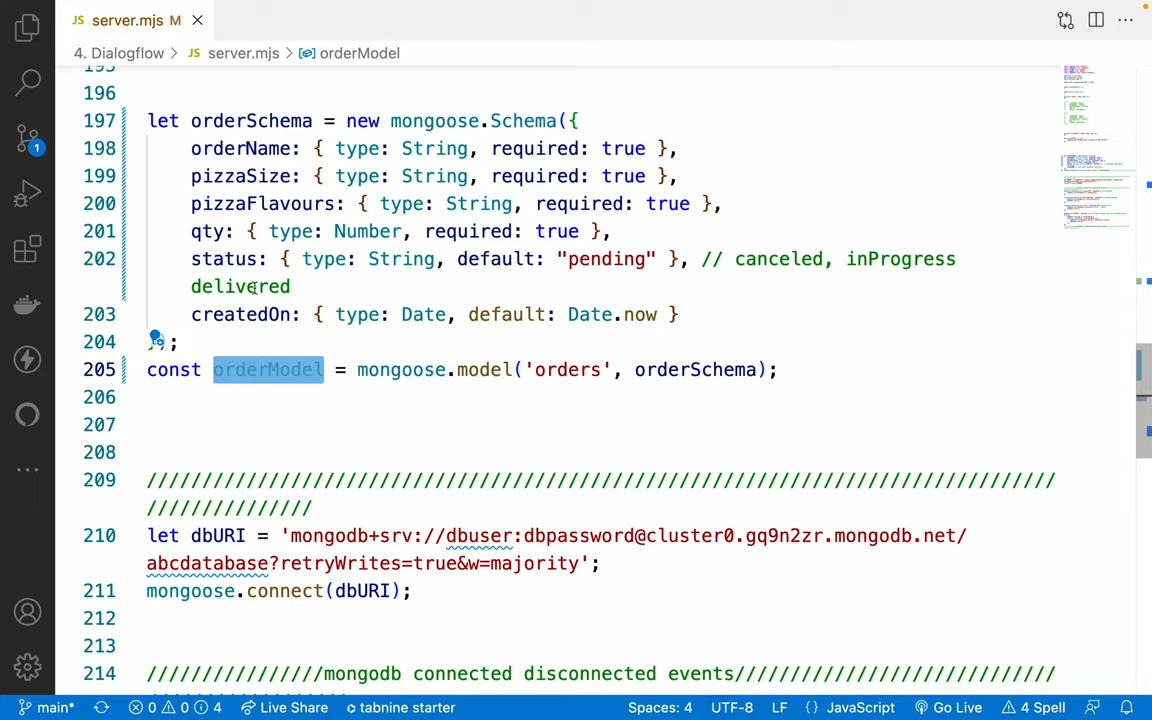 JS server.mjs M
4. Dialogflow > JS server.mjs > orderModel
195
196
197 let orderSchema = new mongoose.Schema({
198 orderName: { type: String, required: true },
199 pizzaSize: { type: String, required: true },
200 pizzaFlavours: { type: String, required: true },
201 qty: { type: Number, required: true },
202 status: { type: String, default: "pending" }, // canceled, inProgress
delivered
203 createdOn: { type: Date, default: Date.now }
204 });
205 const orderModel = mongoose.model('orders', orderSchema);
206
207
208
209 //////////////////////////////////////////////////////////////////////////////////
///////////////
210 let dbURI = 'mongodb+srv://dbuser:dbpassword@cluster0.gq9n2zr.mongodb.net/
abcdatabase?retryWrites=true&w=majority';
211 mongoose.connect(dbURI);
212
213
214 ////////////////mongodb connected disconnected events/////////////////////////////
1
main* 0 0 4 Live Share tabnine starter Spaces: 4 UTF-8 LF {} JavaScript Go Live 4 Spell